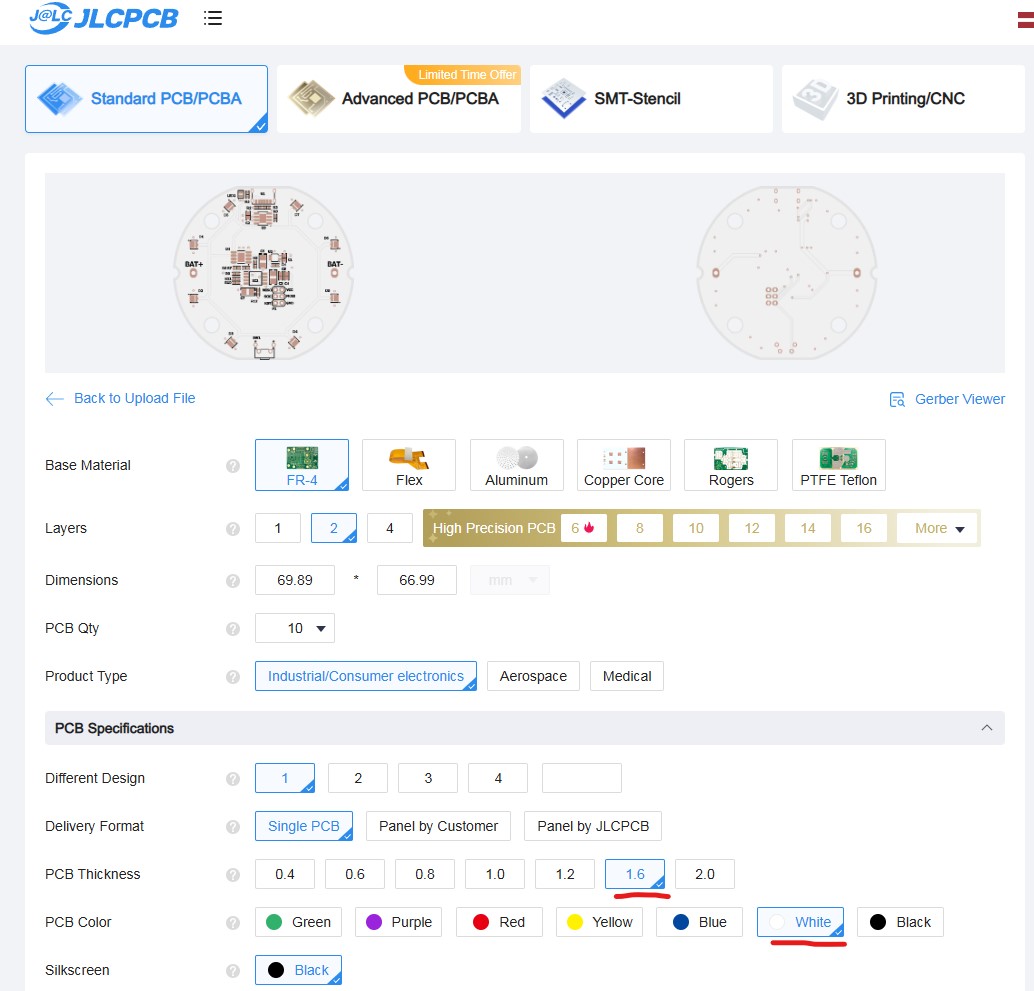 J@LC JLCPCB
Limited Time Offer
Standard PCB/PCBA Advanced PCB/PCBA SMT-Stencil 3D Printing/CNC
BAT+ BAT-
Back to Upload File Gerber Viewer
Base Material ? FR-4 Flex Aluminum Copper Core Rogers PTFE Teflon
Layers ? 1 2 4 High Precision PCB 6 8 10 12 14 16 More
Dimensions ? 69.89 * 66.99 mm
PCB Qty ? 10
Product Type ? Industrial/Consumer electronics Aerospace Medical
PCB Specifications
Different Design ? 1 2 3 4
Delivery Format ? Single PCB Panel by Customer Panel by JLCPCB
PCB Thickness ? 0.4 0.6 0.8 1.0 1.2 1.6 2.0
PCB Color ? Green Purple Red Yellow Blue White Black
Silkscreen ? Black